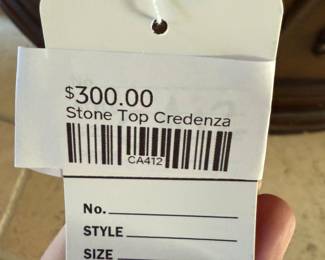 $300.00
Stone Top Credenza
CA412
No.
STYLE
SIZE